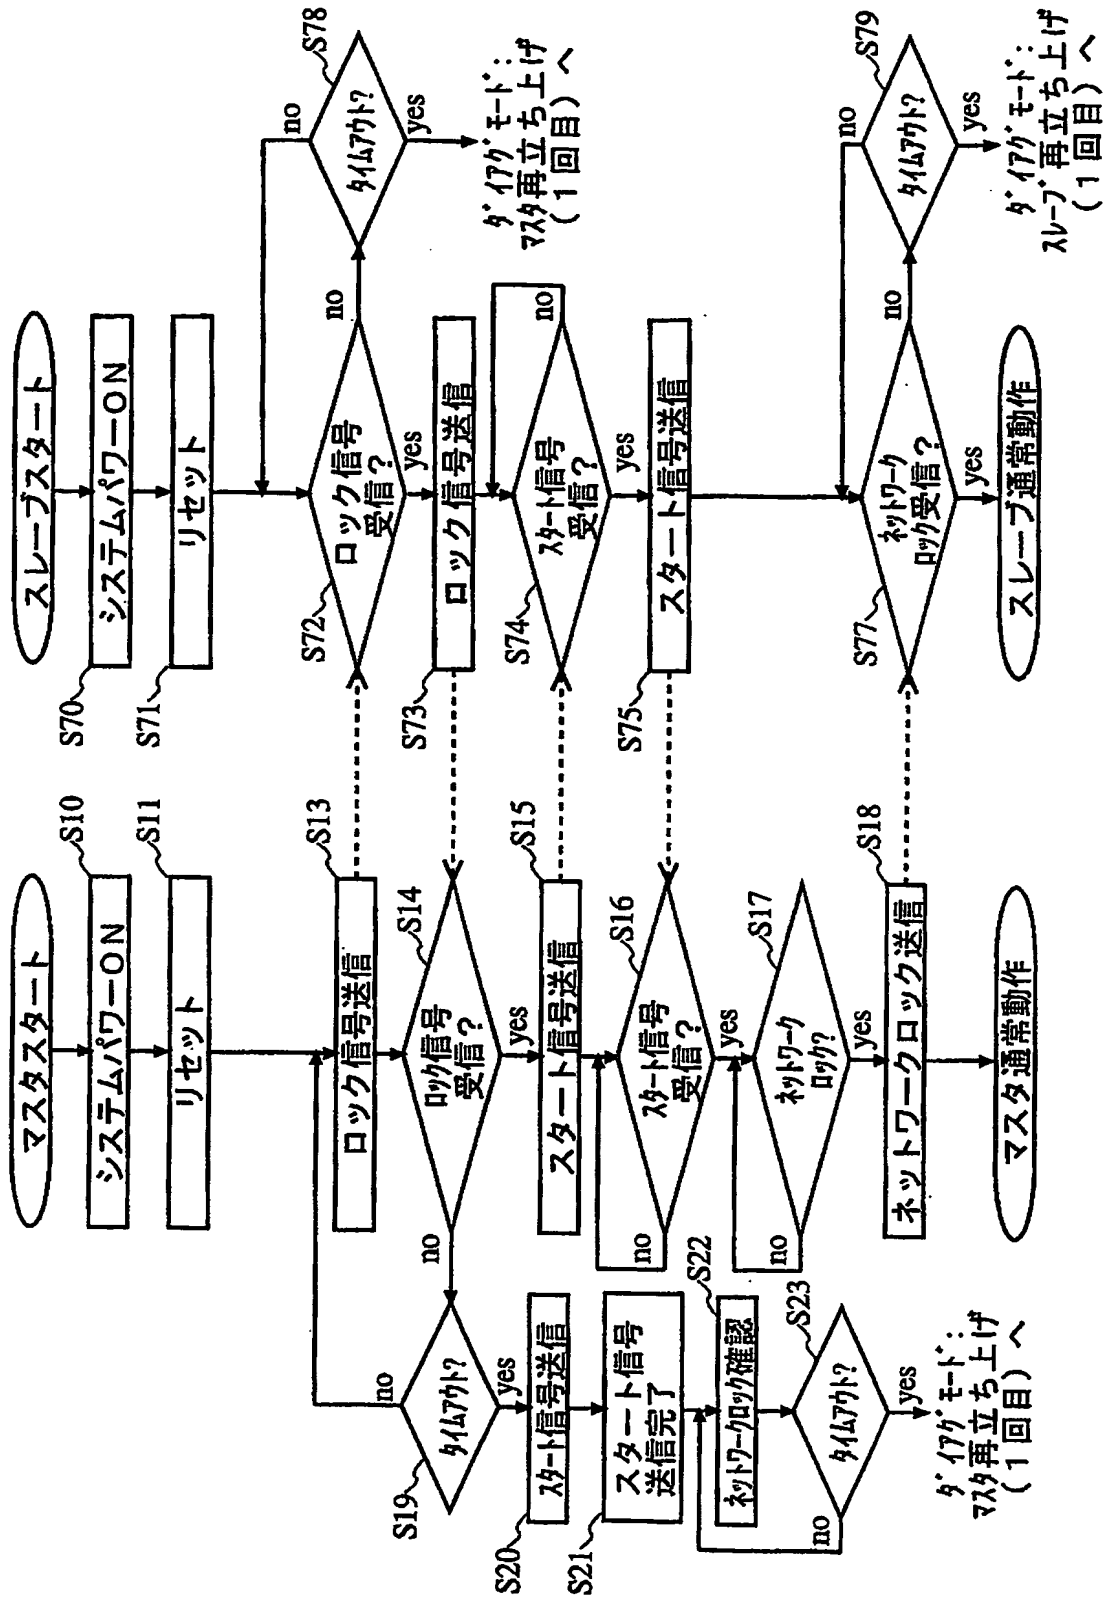 マスタスタート
S10
システムパワーON
S11
リセット
S13
ロック信号送信
S14
ロック信号
受信?
no
yes
S15
スタート信号送信
S16
スタート信号
受信?
no
yes
S17
ネットワーク
ロック?
no
yes
S18
ネットワークロック送信
マスタ通常動作
S19
タイムアウト?
no
yes
S20
スタート信号送信
S21
スタート信号
送信完了
S22
ネットワークロック確認
S23
タイムアウト?
no
yes
ダイアグモード:
マスタ再立ち上げ
(1回目)へ
スレーブスタート
S70
システムパワーON
S71
リセット
S72
ロック信号
受信?
no
yes
S78
タイムアウト?
no
yes
ダイアグモード:
マスタ再立ち上げ
(1回目)へ
S73
ロック信号送信
S74
スタート信号
受信?
no
yes
S75
スタート信号送信
S77
ネットワーク
ロック受信?
no
yes
S79
タイムアウト?
no
yes
ダイアグモード:
スレーブ再立ち上げ
(1回目)へ
スレーブ通常動作